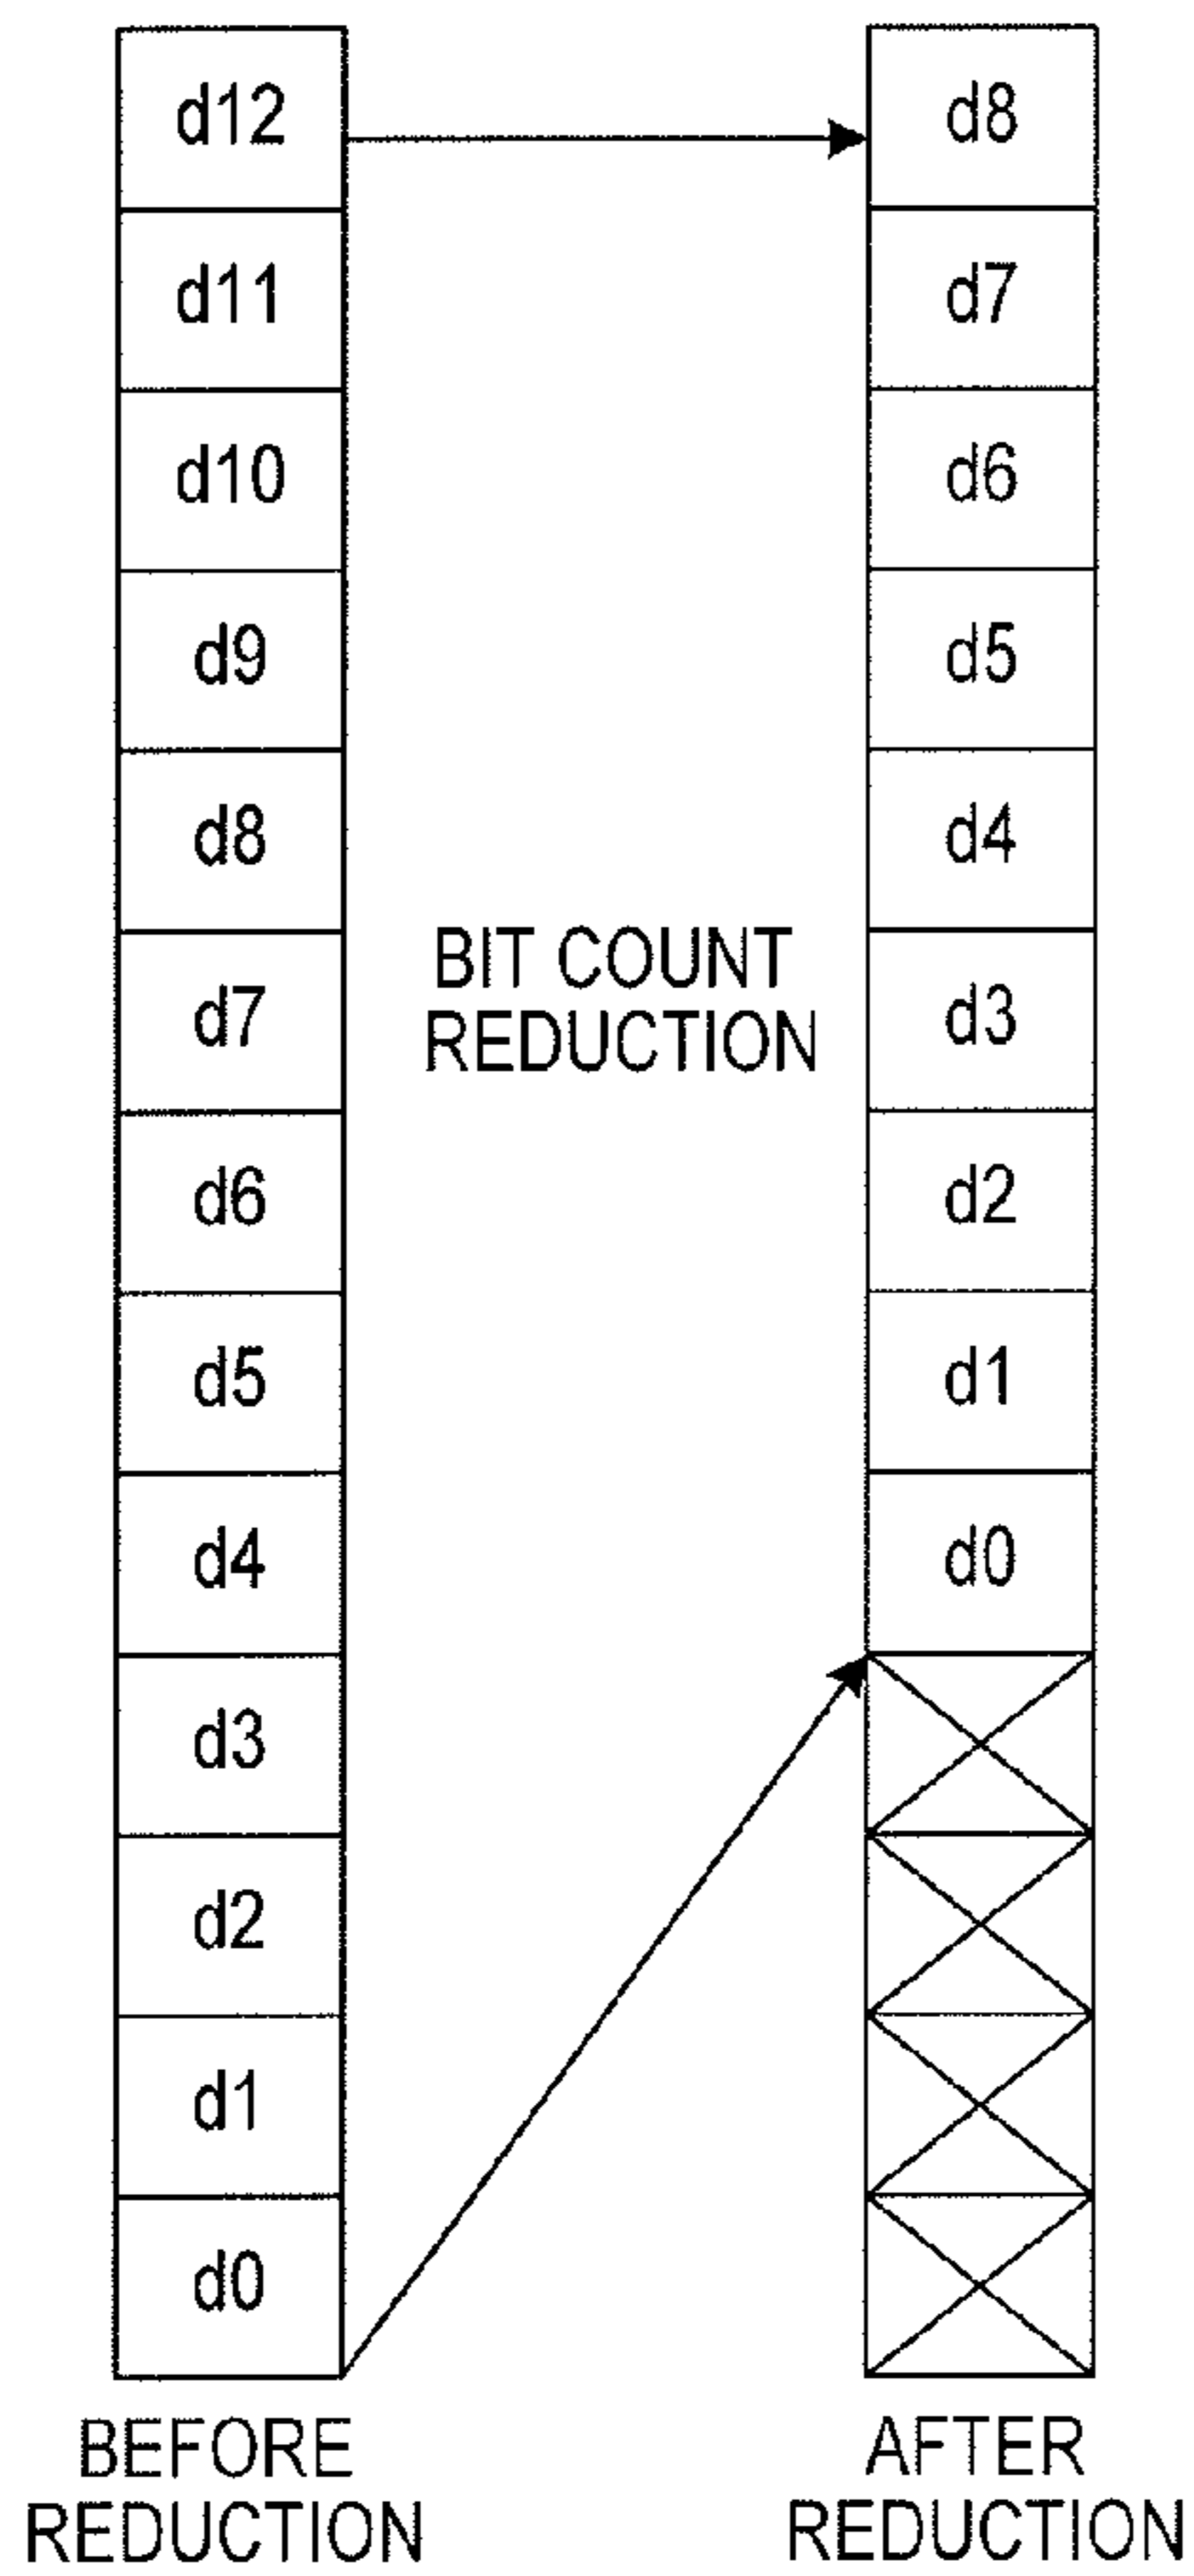 d12
d11
d10
d9
d8
d7
d6
d5
d4
d3
d2
d1
d0
BEFORE
REDUCTION
BIT COUNT
REDUCTION
d8
d7
d6
d5
d4
d3
d2
d1
d0
AFTER
REDUCTION